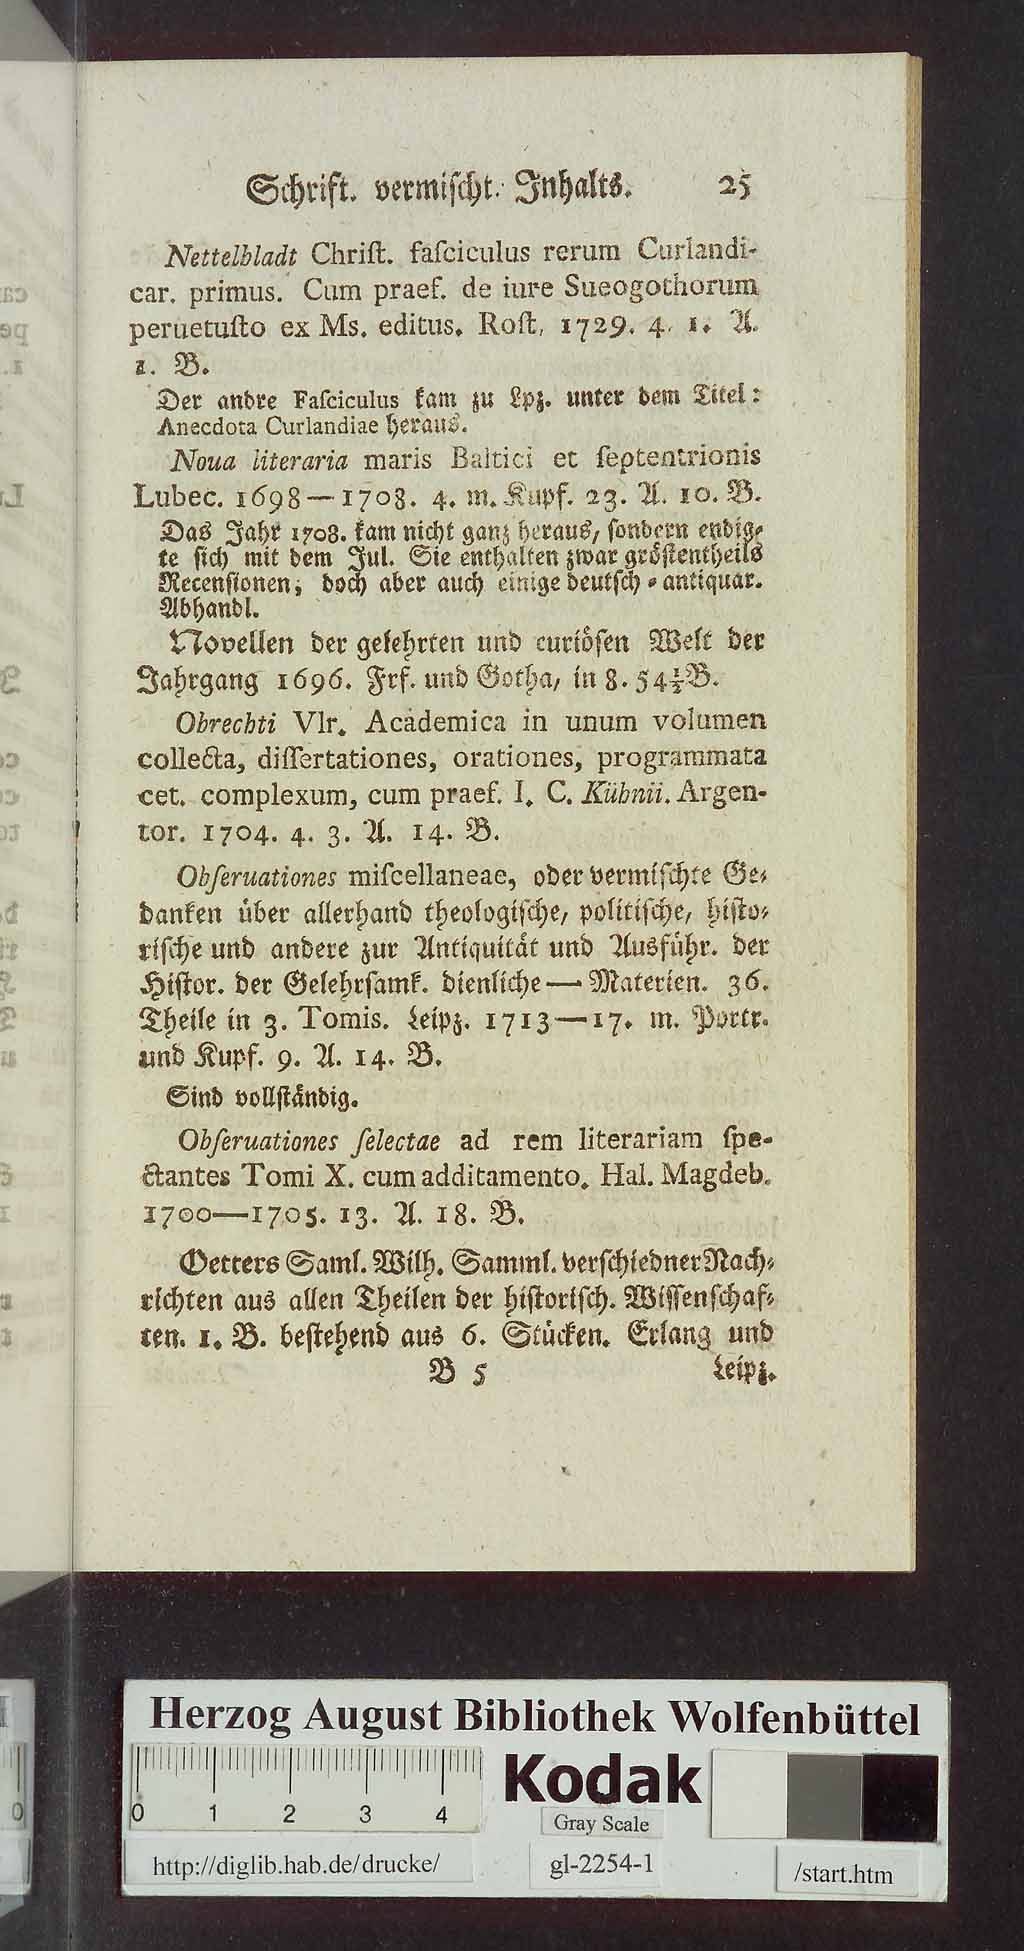 Schrift. vermischt. Inhalts. 25
Nettelbladt Chriſt. faſciculus rerum Curlandi-
car. primus. Cum praef. de iure Sueogothorum
peruetuſto ex Ms. editus. Roſt. 1729. 4. 1. A.
1. B.
Der andre Faſciculus kam zu Lpz. unter dem Titel:
Anecdota Curlandiae heraus.
Noua literaria maris Baltici et ſeptentrionis
Lubec. 1698—1708. 4. m. Kupf. 23. A. 10. B.
Das Jahr 1708. kam nicht ganz heraus, ſondern endig-
te ſich mit dem Jul. Sie enthalten zwar gröſtentheils
Recenſionen, doch aber auch einige deutſch-antiquar.
Abhandl.
Novellen der gelehrten und curiöſen Welt der
Jahrgang 1696. Frf. und Gotha, in 8. 54½ B.
Obrechti Vlr. Academica in unum volumen
collecta, diſſertationes, orationes, programmata
cet. complexum, cum praef. I. C. Kühnii. Argen-
tor. 1704. 4. 3. A. 14. B.
Obſeruationes miſcellaneae, oder vermiſchte Ge-
danken über allerhand theologiſche, politiſche, hiſto-
riſche und andere zur Antiquität und Ausführ. der
Hiſtor. der Gelehrſamk. dienliche — Materien. 36.
Theile in 3. Tomis. Leipz. 1713—17. m. Portr.
und Kupf. 9. A. 14. B.
Sind vollſtändig.
Obſeruationes ſelectae ad rem literariam ſpe-
ctantes Tomi X. cum additamento. Hal. Magdeb.
1700—1705. 13. A. 18. B.
Oetters Saml. Wilh. Samml. verſchiedner Nach-
richten aus allen Theilen der hiſtoriſch. Wiſſenſchaf-
ten. 1. B. beſtehend aus 6. Stücken. Erlang und
B 5 Leipz.
Herzog August Bibliothek Wolfenbüttel
0 1 2 3 4
Kodak
Gray Scale
http://diglib.hab.de/drucke/ gl-2254-1 /start.htm